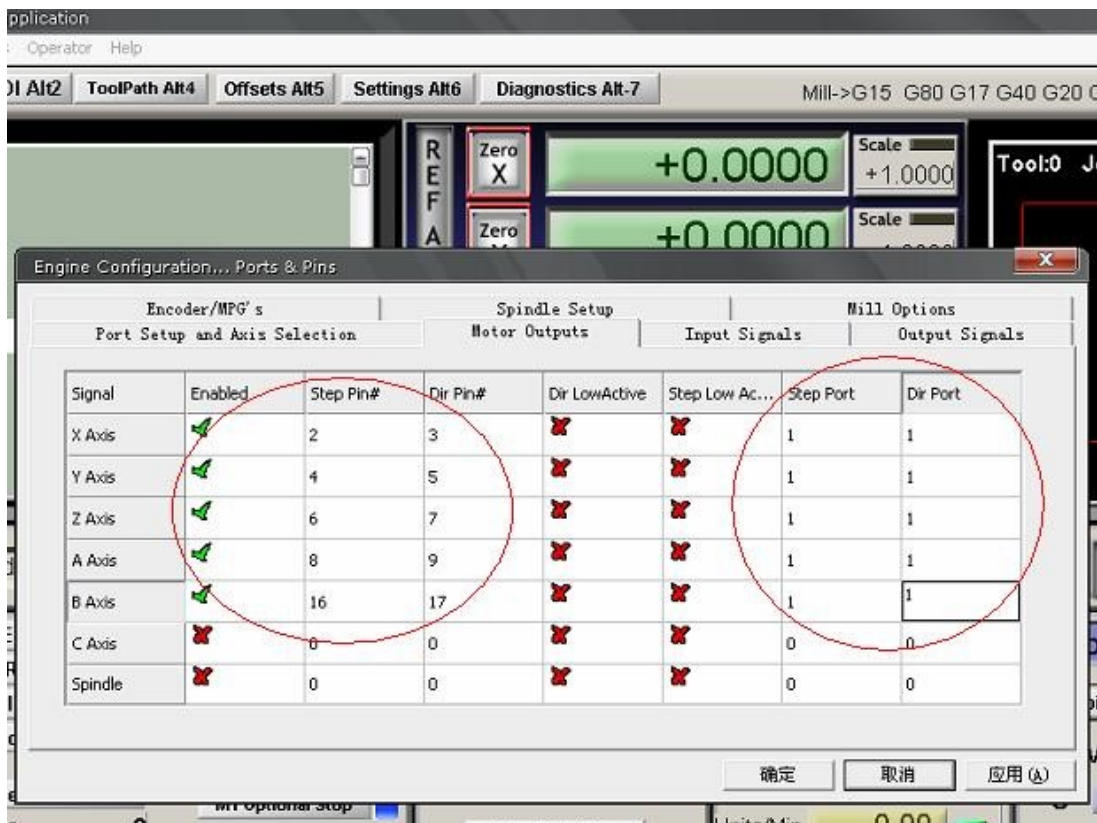 pplication
Operator Help
Alt2 ToolPath Alt4 Offsets Alt5 Settings Alt6 Diagnostics Alt-7 Mill->G15 G80 G17 G40 G20
REF A
Zero X
+0.0000
Scale
+1.0000
Tool:0
Zero
+0.0000
Scale
Engine Configuration... Ports & Pins
Encoder/MPG's Spindle Setup Mill Options
Port Setup and Axis Selection Motor Outputs Input Signals Output Signals
Signal Enabled Step Pin# Dir Pin# Dir LowActive Step Low Ac... Step Port Dir Port
X Axis 2 3 1 1
Y Axis 4 5 1 1
Z Axis 6 7 1 1
A Axis 8 9 1 1
B Axis 16 17 1 1
C Axis 0 0 0 0
Spindle 0 0 0 0
确定 取消 应用(A)
M1 Optional Stop
Units/Min 0.00